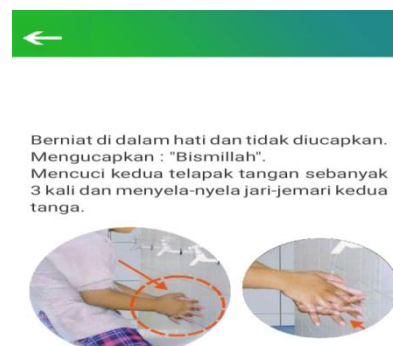 Berniat di dalam hati dan tidak diucapkan.
Mengucapkan : "Bismillah".
Mencuci kedua telapak tangan sebanyak
3 kali dan menyela-nyela jari-jemari kedua
tanga.